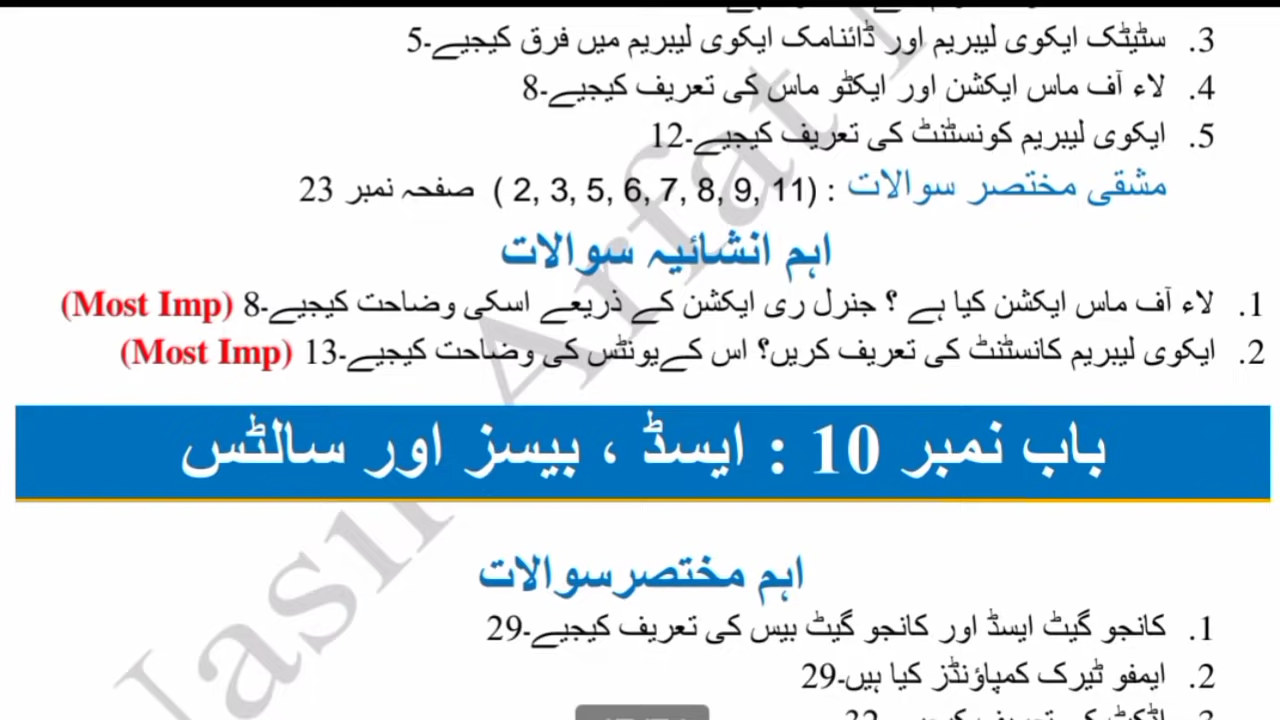 3. سٹیٹک ایکوی لیبریم اور ڈائنامک ایکوی لیبریم میں فرق کیجیے۔5
4. لاء آف ماس ایکشن اور ایکٹو ماس کی تعریف کیجیے۔8
5. ایکوی لیبریم کونسٹنٹ کی تعریف کیجیے۔12
مشقی مختصر سوالات : (2, 3, 5, 6, 7, 8, 9, 11 ) صفحہ نمبر 23
اہم انشائیہ سوالات
1. لاء آف ماس ایکشن کیا ہے ؟ جنرل ری ایکشن کے ذریعے اسکی وضاحت کیجیے۔8 (Most Imp)
2. ایکوی لیبریم کانسٹنٹ کی تعریف کریں؟ اس کےیونٹس کی وضاحت کیجیے۔13 (Most Imp)
باب نمبر 10 : ایسڈ ، بیسز اور سالٹس
اہم مختصرسوالات
1. کانجو گیٹ ایسڈ اور کانجو گیٹ بیس کی تعریف کیجیے۔29
2. ایمفو ٹیرک کمپاؤنڈز کیا ہیں۔29